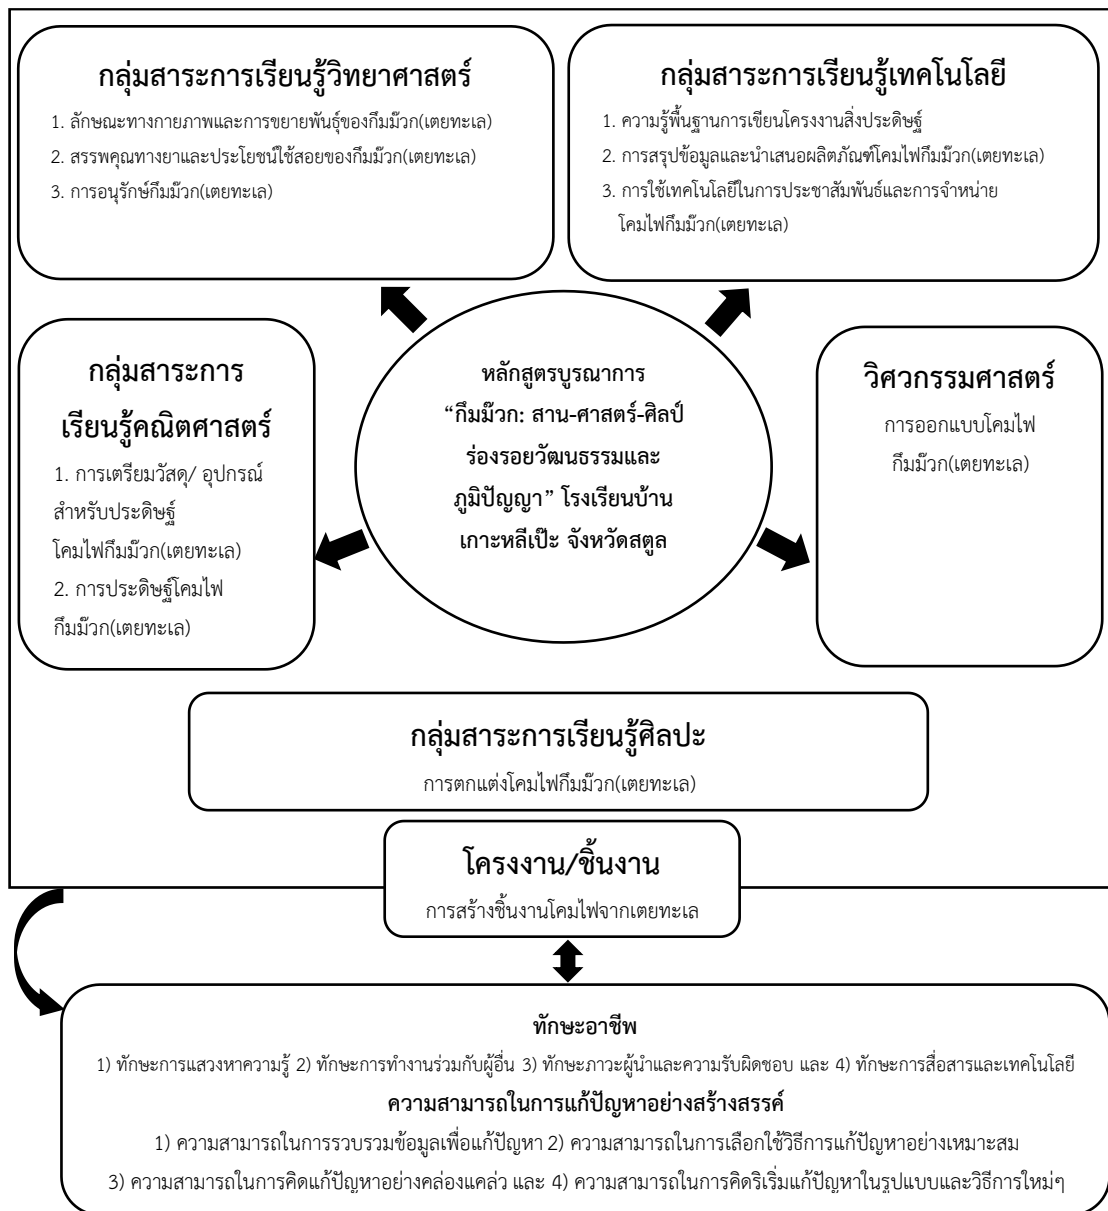 กลุ่มสาระการเรียนรู้วิทยาศาสตร์
1. ลักษณะทางกายภาพและการขยายพันธุ์ของกึมม๊วก(เตยทะเล)
2. สรรพคุณทางยาและประโยชน์ใช้สอยของกึมม๊วก(เตยทะเล)
3. การอนุรักษ์กึมม๊วก(เตยทะเล)
กลุ่มสาระการเรียนรู้เทคโนโลยี
1. ความรู้พื้นฐานการเขียนโครงงานสิ่งประดิษฐ์
2. การสรุปข้อมูลและนำเสนอผลิตภัณฑ์โคมไฟกึมม๊วก(เตยทะเล)
3. การใช้เทคโนโลยีในการประชาสัมพันธ์และการจำหน่าย
โคมไฟกึมม๊วก(เตยทะเล)
กลุ่มสาระการ
เรียนรู้คณิตศาสตร์
1. การเตรียมวัสดุ/ อุปกรณ์
สำหรับประดิษฐ์
โคมไฟกึมม๊วก(เตยทะเล)
2. การประดิษฐ์โคมไฟ
กึมม๊วก(เตยทะเล)
หลักสูตรบูรณาการ
“กึมม๊วก: สาน-ศาสตร์-ศิลป์
ร่องรอยวัฒนธรรมและ
ภูมิปัญญา” โรงเรียนบ้าน
เกาะหลีเป๊ะ จังหวัดสตูล
วิศวกรรมศาสตร์
การออกแบบโคมไฟ
กึมม๊วก(เตยทะเล)
กลุ่มสาระการเรียนรู้ศิลปะ
การตกแต่งโคมไฟกึมม๊วก(เตยทะเล)
โครงงาน/ชิ้นงาน
การสร้างชิ้นงานโคมไฟจากเตยทะเล
ทักษะอาชีพ
1) ทักษะการแสวงหาความรู้ 2) ทักษะการทำงานร่วมกับผู้อื่น 3) ทักษะภาวะผู้นำและความรับผิดชอบ และ 4) ทักษะการสื่อสารและเทคโนโลยี
ความสามารถในการแก้ปัญหาอย่างสร้างสรรค์
1) ความสามารถในการรวบรวมข้อมูลเพื่อแก้ปัญหา 2) ความสามารถในการเลือกใช้วิธีการแก้ปัญหาอย่างเหมาะสม
3) ความสามารถในการคิดแก้ปัญหาอย่างคล่องแคล่ว และ 4) ความสามารถในการคิดริเริ่มแก้ปัญหาในรูปแบบและวิธีการใหม่ๆ